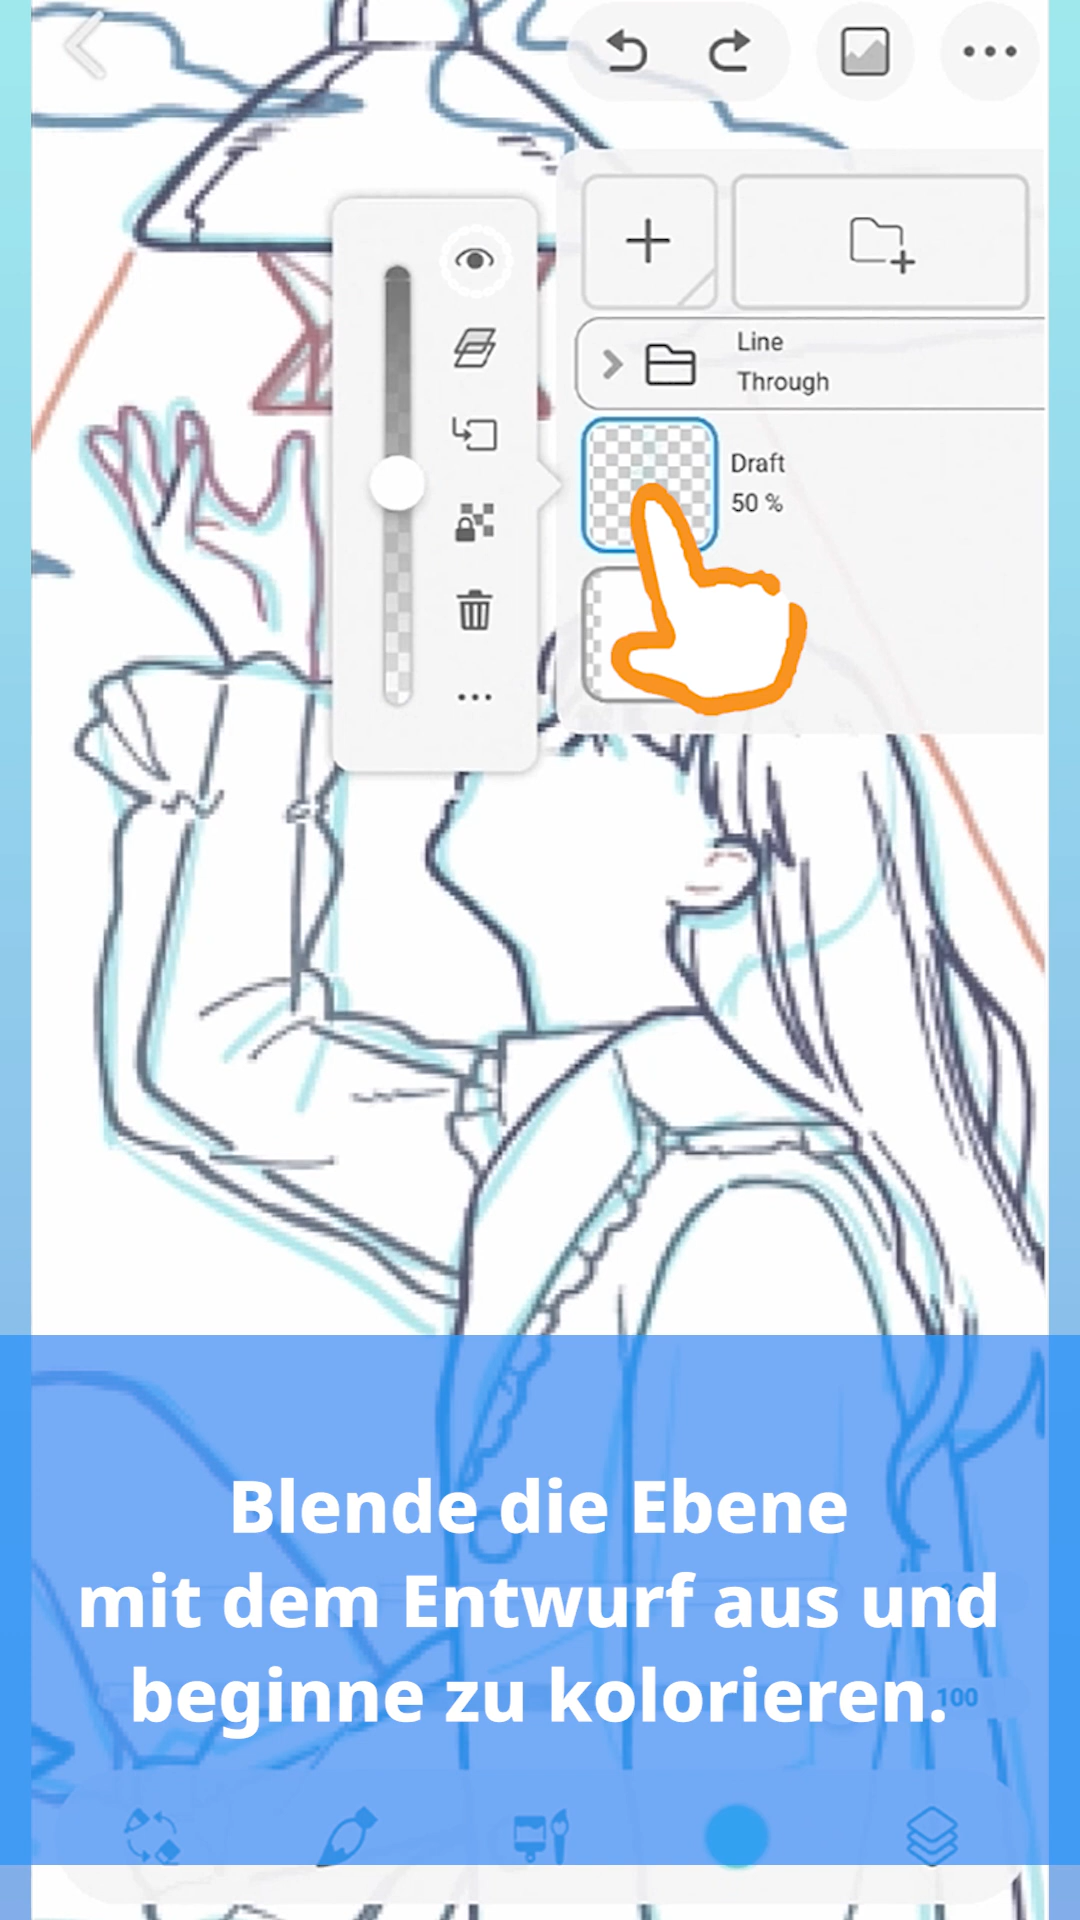 Line
Through
Draft
50 %
Blende die Ebene
mit dem Entwurf aus und
beginne zu kolorieren.
100